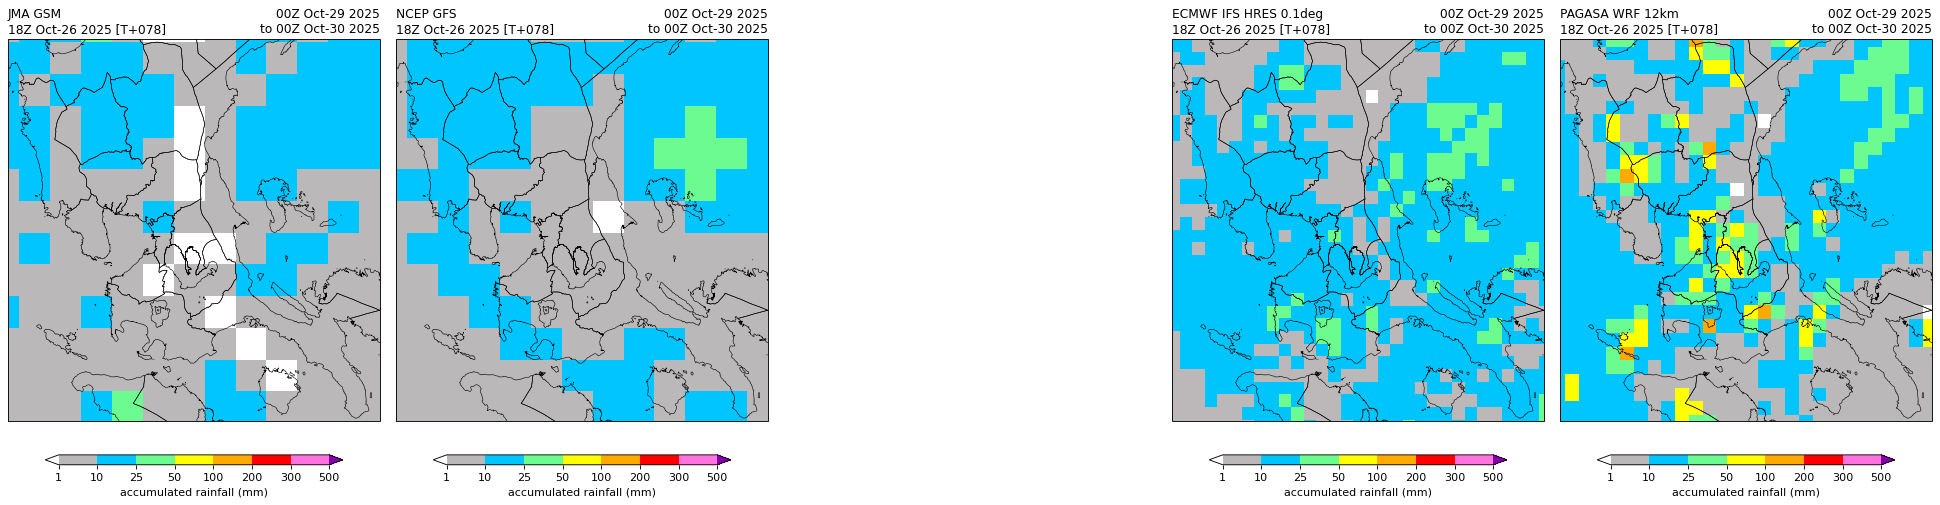 JMA GSM 00Z Oct-29 2025
18Z Oct-26 2025 [T+078] to 00Z Oct-30 2025
1 10 25 50 100 200 300 500
accumulated rainfall (mm)
NCEP GFS 00Z Oct-29 2025
18Z Oct-26 2025 [T+078] to 00Z Oct-30 2025
1 10 25 50 100 200 300 500
accumulated rainfall (mm)
ECMWF IFS HRES 0.1deg 00Z Oct-29 2025
18Z Oct-26 2025 [T+078] to 00Z Oct-30 2025
1 10 25 50 100 200 300 500
accumulated rainfall (mm)
PAGASA WRF 12km 00Z Oct-29 2025
18Z Oct-26 2025 [T+078] to 00Z Oct-30 2025
1 10 25 50 100 200 300 500
accumulated rainfall (mm)